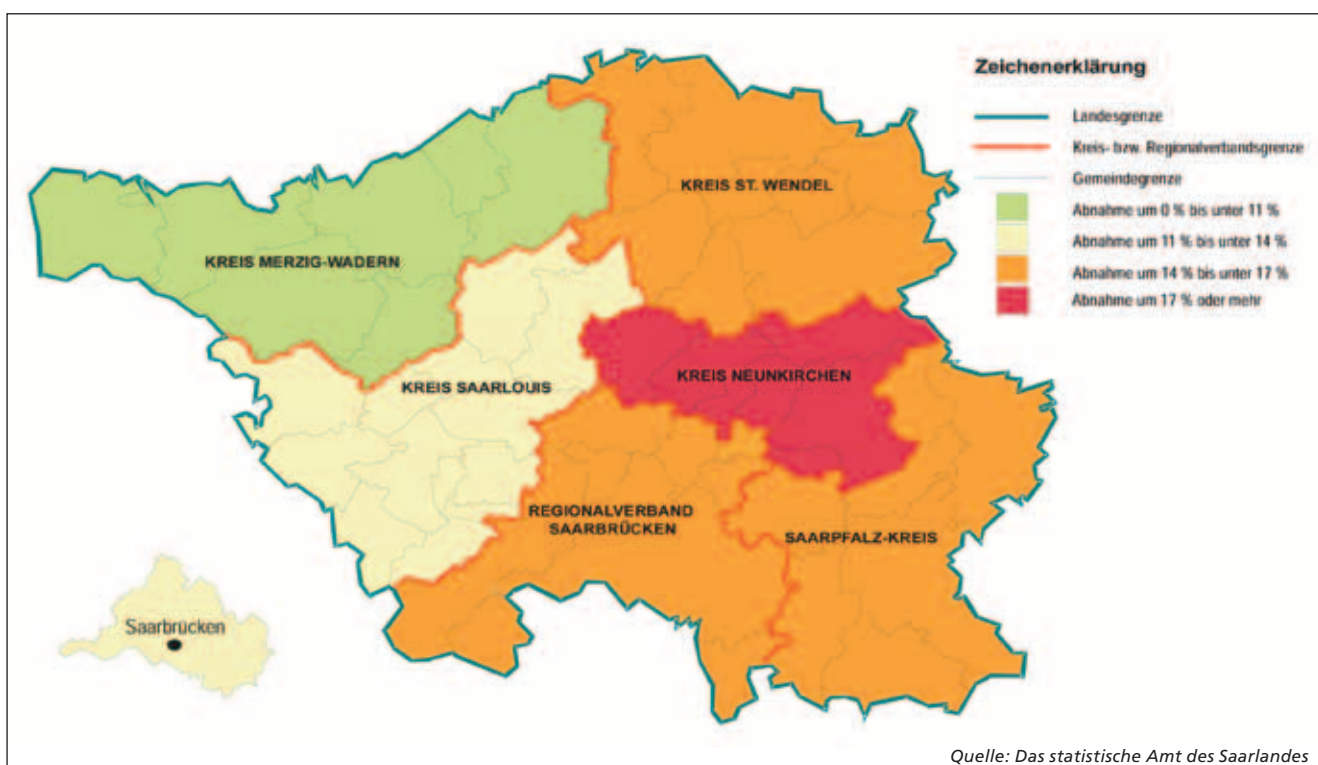 Zeichenerklärung
Landesgrenze
Kreis- bzw. Regionalverbandsgrenze
Gemeindegrenze
Abnahme um 0 % bis unter 11 %
Abnahme um 11 % bis unter 14 %
Abnahme um 14 % bis unter 17 %
Abnahme um 17 % oder mehr
KREIS ST. WENDEL
KREIS MERZIG-WADERN
KREIS NEUNKIRCHEN
KREIS SAARLOUIS
REGIONALVERBAND
SAARBRÜCKEN
SAARPFALZ-KREIS
Saarbrücken
Quelle: Das statistische Amt des Saarlandes